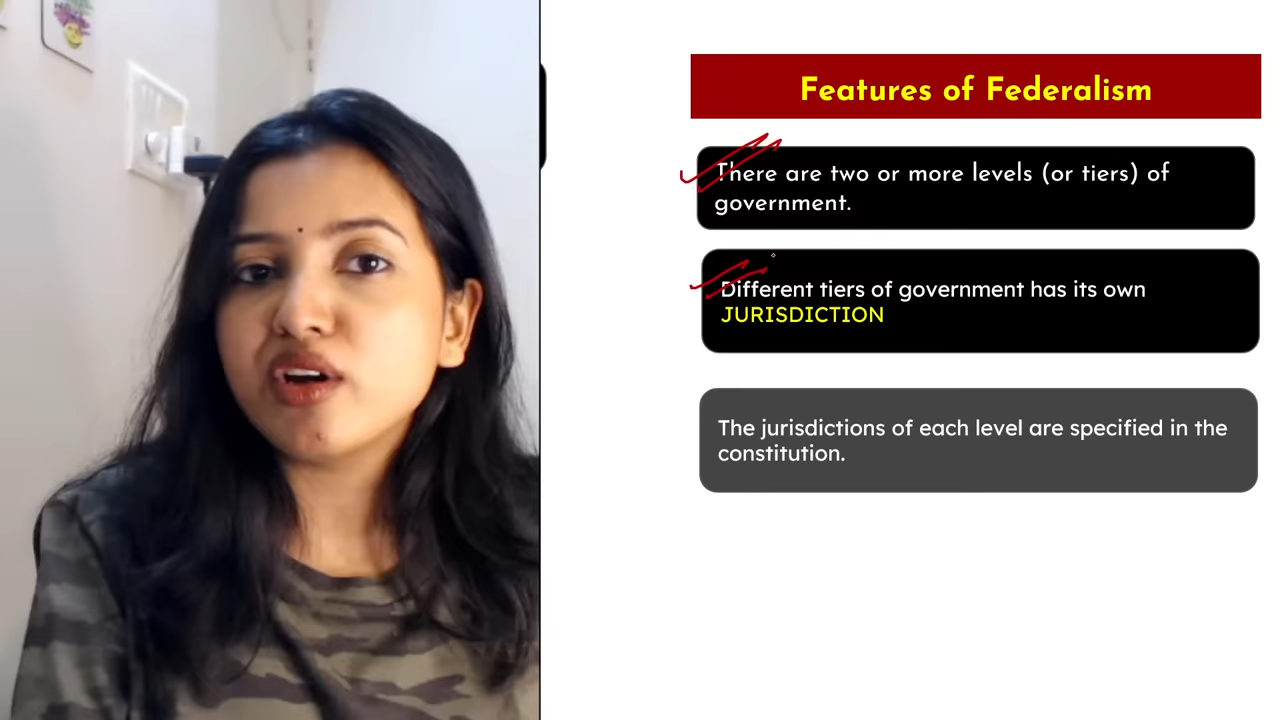 Features of Federalism
There are two or more levels (or tiers) of
government.
Different tiers of government has its own
JURISDICTION
The jurisdictions of each level are specified in the
constitution.